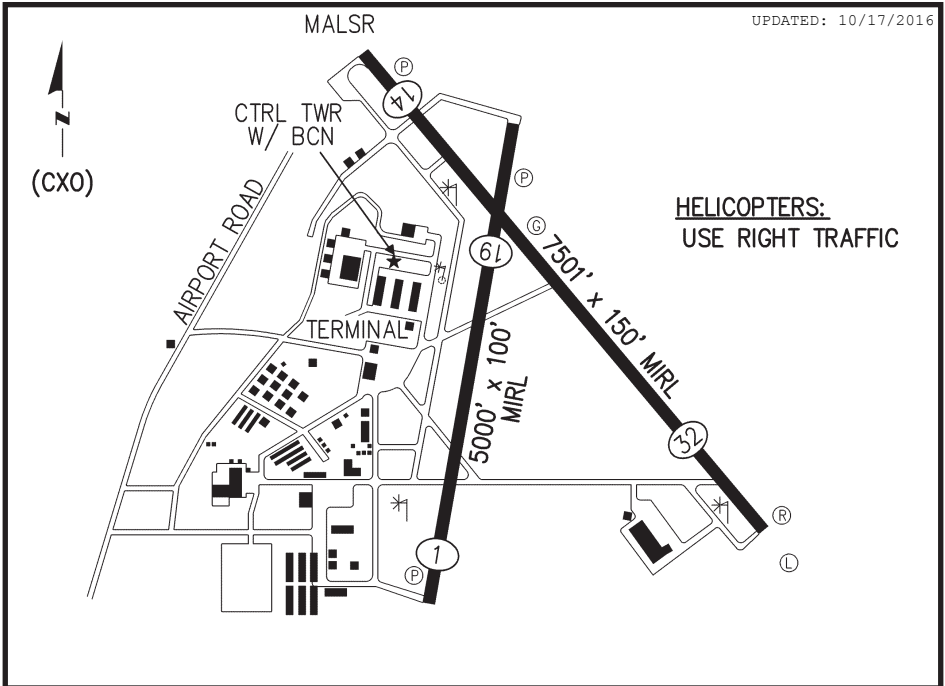 UPDATED: 10/17/2016
MALSR
P
14
CTRL TWR
W/ BCN
N
(CXO)
P
HELICOPTERS:
USE RIGHT TRAFFIC
G
19
AIRPORT ROAD
7501' x 150' MIRL
TERMINAL
5000' x 100'
MIRL
32
R
1
L
P